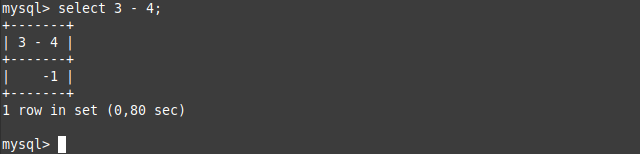 mysql> select 3 - 4;
+-------+
| 3 - 4 |
+-------+
|    -1 |
+-------+
1 row in set (0,80 sec)
mysql>